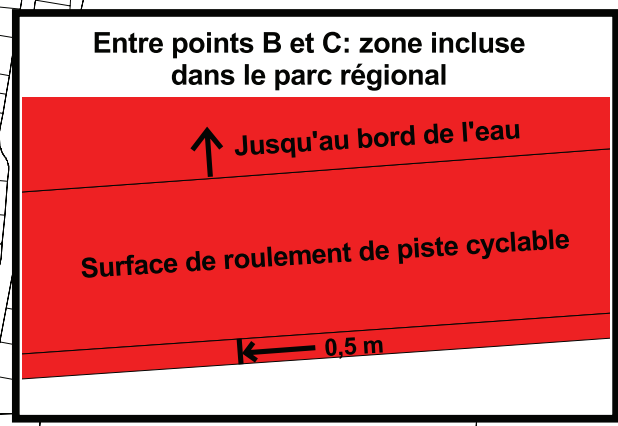 Entre points B et C: zone incluse
dans le parc régional
Jusqu'au bord de l'eau
Surface de roulement de piste cyclable
0,5 m